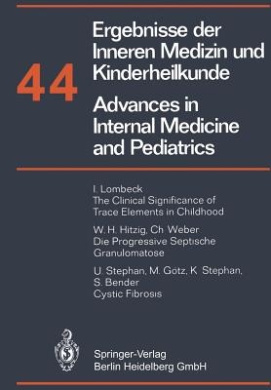 44
Ergebnisse der
Inneren Medizin und
Kinderheilkunde
Advances in
Internal Medicine
and Pediatrics
I. Lombeck
The Clinical Significance of
Trace Elements in Childhood
W. H. Hitzig, Ch Weber
Die Progressive Septische
Granulomatose
U. Stephan, M. Götz, K Stephan,
S. Bender
Cystic Fibrosis
Springer-Verlag
Berlin Heidelberg GmbH